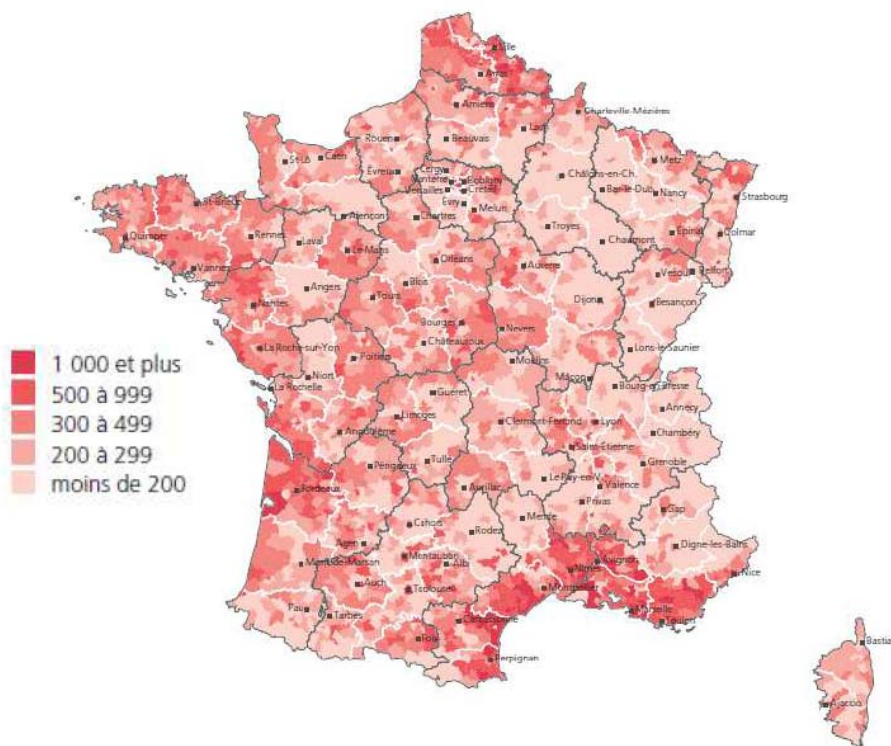 Lille
Arras
Amiens
Charleville-Mézières
Laon
Rouen
Beauvais
St-Lô
Caen
Metz
Evreux
Cergy
Bobigny
Châlons-en-Ch.
Nanterre
Créteil
Bar-le-Duc
Versailles
Nancy
Strasbourg
St-Brieuc
Evry
Melun
Alençon
Chartres
Troyes
Epinal
Colmar
Quimper
Rennes
Laval
Chaumont
Le Mans
Orléans
Auxerre
Vannes
Vesoul
Belfort
Blois
Angers
Tours
Dijon
Nantes
Besançon
Bourges
Nevers
La Roche-sur-Yon
Châteauroux
Lons-le-Saunier
1 000 et plus
Poitiers
Moulins
500 à 999
Niort
Mâcon
Bourg-en-Bresse
La Rochelle
300 à 499
Guéret
Annecy
Limoges
Clermont-Ferrand
Lyon
200 à 299
Angoulême
Chambéry
Saint-Etienne
moins de 200
Périgueux
Tulle
Grenoble
Le Puy-en-V.
Bordeaux
Aurillac
Valence
Privas
Mende
Gap
Cahors
Rodez
Agen
Digne-les-Bains
Montauban
Avignon
Mont-de-Marsan
Albi
Nîmes
Nice
Auch
Toulouse
Montpellier
Pau
Marseille
Tarbes
Carcassonne
Toulon
Foix
Bastia
Perpignan
Ajaccio